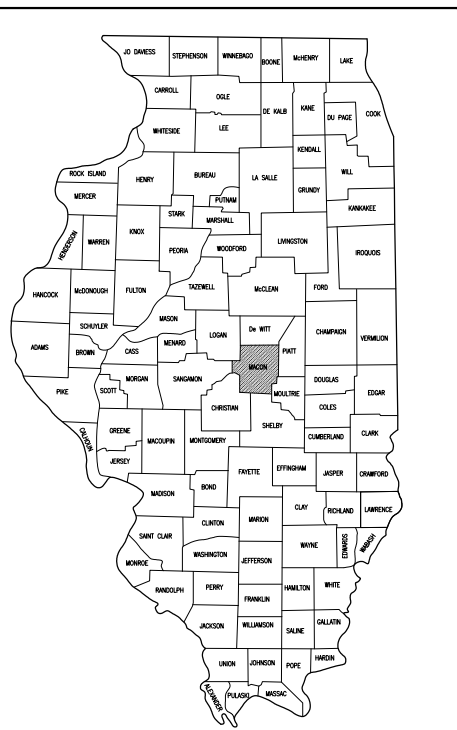 JO DAVIESS
STEPHENSON
WINNEBAGO
BOONE
McHENRY
LAKE
CARROLL
OGLE
DE KALB
KANE
COOK
DU PAGE
WHITESIDE
LEE
KENDALL
WILL
ROCK ISLAND
HENRY
BUREAU
LA SALLE
GRUNDY
MERCER
PUTNAM
KANKAKEE
STARK
MARSHALL
HENDERSON
WARREN
KNOX
PEORIA
WOODFORD
LIVINGSTON
IROQUOIS
TAZEWELL
McCLEAN
FORD
HANCOCK
McDONOUGH
FULTON
MASON
LOGAN
De WITT
CHAMPAIGN
VERMILION
SCHUYLER
ADAMS
BROWN
CASS
MENARD
MACON
PIATT
MORGAN
SANGAMON
DOUGLAS
EDGAR
PIKE
SCOTT
CHRISTIAN
MOULTRIE
COLES
SHELBY
CALHOUN
GREENE
MACOUPIN
MONTGOMERY
CUMBERLAND
CLARK
JERSEY
FAYETTE
EFFINGHAM
JASPER
CRAWFORD
MADISON
BOND
CLAY
RICHLAND
LAWRENCE
CLINTON
MARION
SAINT CLAIR
WAYNE
EDWARDS
WABASH
WASHINGTON
JEFFERSON
MONROE
RANDOLPH
PERRY
HAMILTON
WHITE
FRANKLIN
JACKSON
WILLIAMSON
SALINE
GALLATIN
UNION
JOHNSON
POPE
HARDIN
ALEXANDER
PULASKI
MASSAC